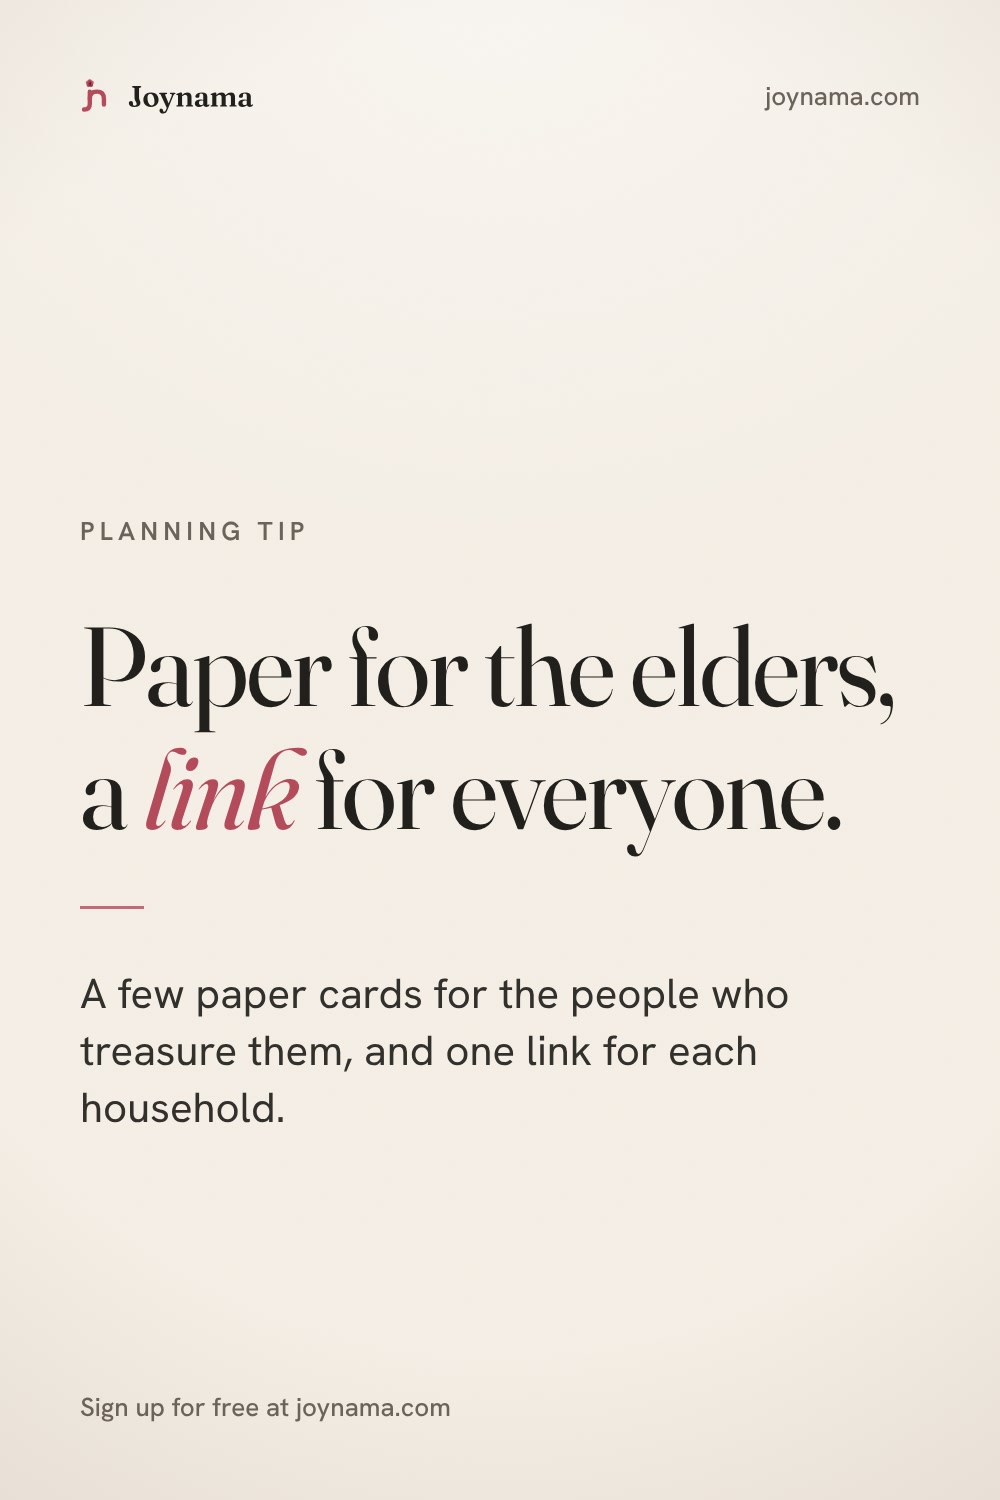 Joynama
joynama.com
PLANNING TIP
Paper for the elders,
a link for everyone.
A few paper cards for the people who
treasure them, and one link for each
household.
Sign up for free at joynama.com